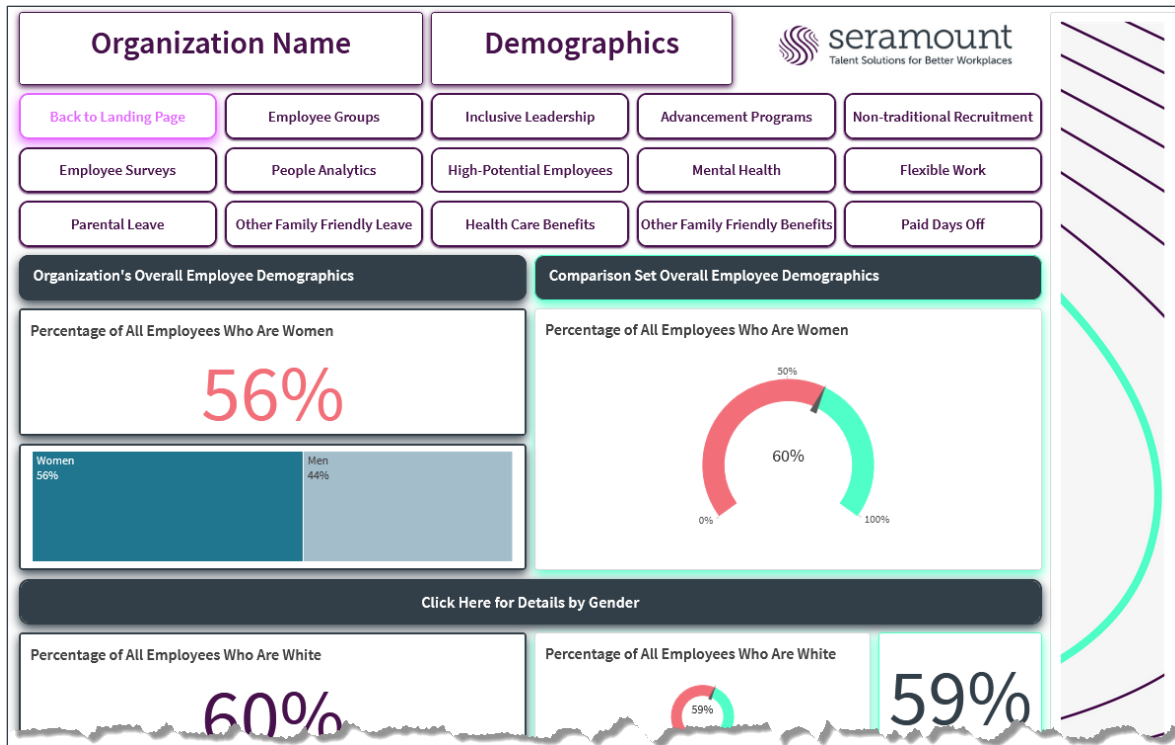 Organization Name
Demographics
seramount
Talent Solutions for Better Workplaces
Back to Landing Page
Employee Groups
Inclusive Leadership
Advancement Programs
Non-traditional Recruitment
Employee Surveys
People Analytics
High-Potential Employees
Mental Health
Flexible Work
Parental Leave
Other Family Friendly Leave
Health Care Benefits
Other Family Friendly Benefits
Paid Days Off
Organization's Overall Employee Demographics
Comparison Set Overall Employee Demographics
Percentage of All Employees Who Are Women
56%
Women
56%
Men
44%
Percentage of All Employees Who Are Women
50%
60%
0%
100%
Click Here for Details by Gender
Percentage of All Employees Who Are White
60%
Percentage of All Employees Who Are White
59%
59%